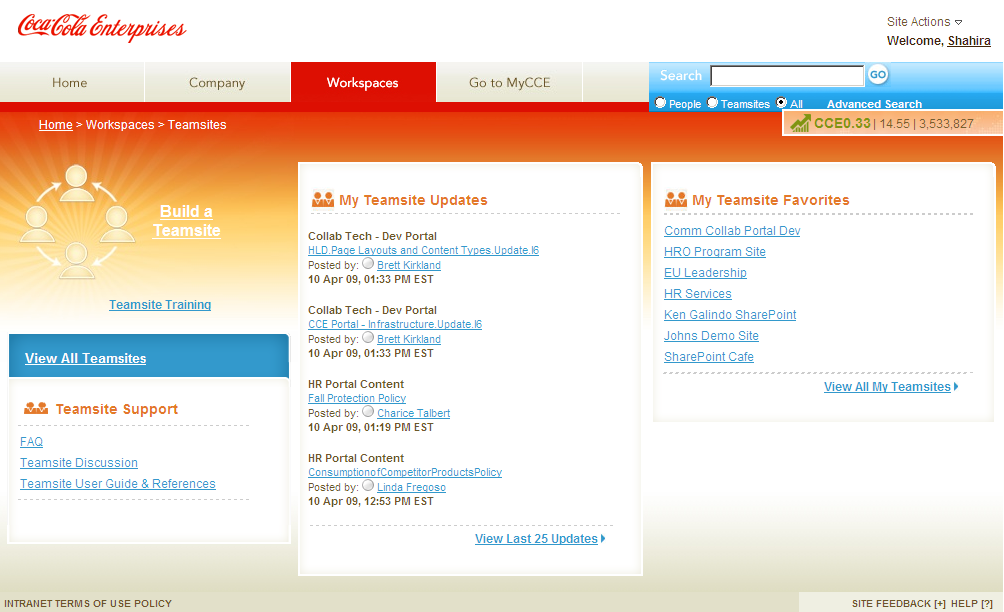 Coca-Cola Enterprises
Site Actions
Welcome, Shahira
Home
Company
Workspaces
Go to MyCCE
Search
GO
People Teamsites All Advanced Search
Home > Workspaces > Teamsites
CCE0.33 | 14.55 | 3,533,827
Build a
Teamsite
Teamsite Training
View All Teamsites
Teamsite Support
FAQ
Teamsite Discussion
Teamsite User Guide & References
My Teamsite Updates
Collab Tech - Dev Portal
HLD.Page Layouts and Content Types.Update.I6
Posted by: Brett Kirkland
10 Apr 09, 01:33 PM EST
Collab Tech - Dev Portal
CCE Portal - Infrastructure.Update.I6
Posted by: Brett Kirkland
10 Apr 09, 01:33 PM EST
HR Portal Content
Fall Protection Policy
Posted by: Charice Talbert
10 Apr 09, 01:19 PM EST
HR Portal Content
ConsumptionofCompetitorProductsPolicy
Posted by: Linda Fregoso
10 Apr 09, 12:53 PM EST
View Last 25 Updates
My Teamsite Favorites
Comm Collab Portal Dev
HRO Program Site
EU Leadership
HR Services
Ken Galindo SharePoint
Johns Demo Site
SharePoint Cafe
View All My Teamsites
INTRANET TERMS OF USE POLICY
SITE FEEDBACK [+] HELP [?]